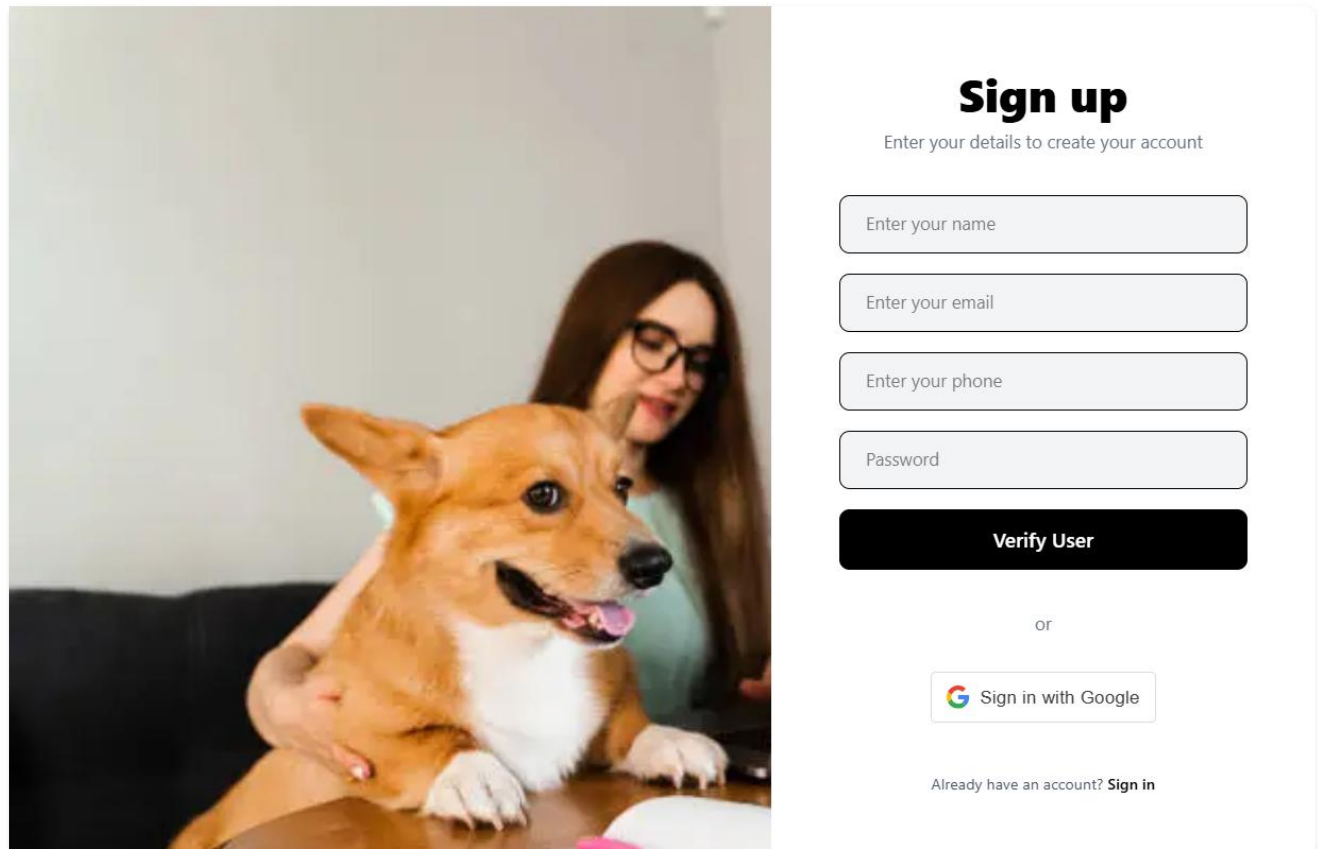 Sign up
Enter your details to create your account
Enter your name
Enter your email
Enter your phone
Password
Verify User
or
Sign in with Google
Already have an account? Sign in